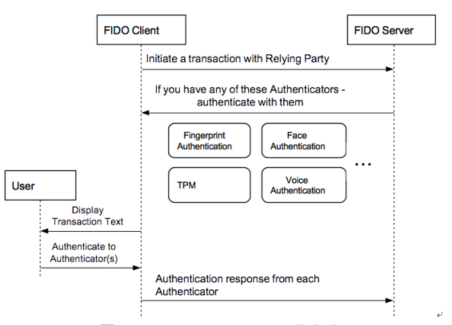 FIDO Client
FIDO Server
Initiate a transaction with Relying Party
If you have any of these Authenticators -
authenticate with them
Fingerprint
Authentication
Face
Authentication
...
User
TPM
Voice
Authentication
Display
Transaction Text
Authenticate to
Authenticator(s)
Authentication response from each
Authenticator